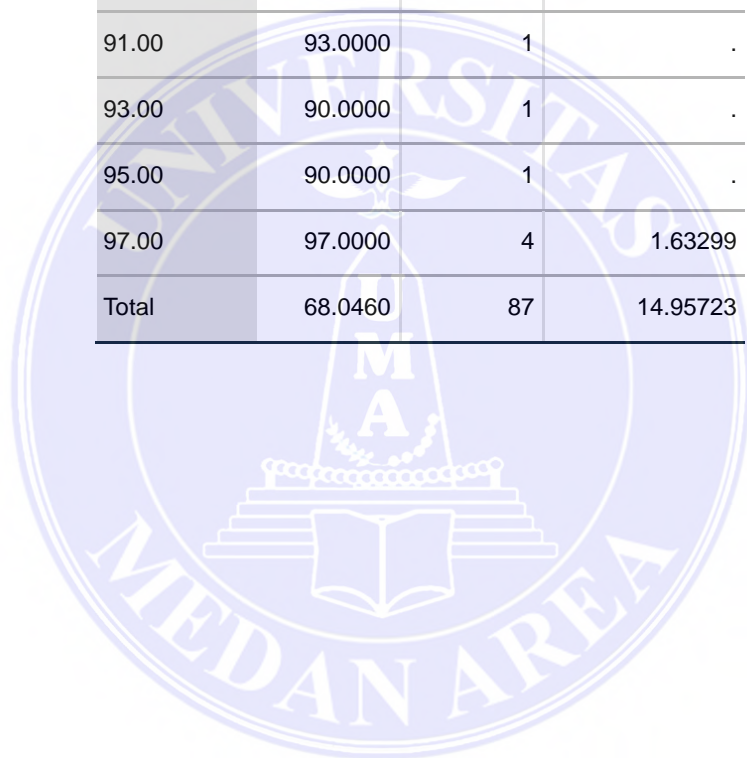 91.00 93.0000 1 .
93.00 90.0000 1 .
95.00 90.0000 1 .
97.00 97.0000 4 1.63299
Total 68.0460 87 14.95723
UNIVERSITAS
U
M
A
MEDAN AREA